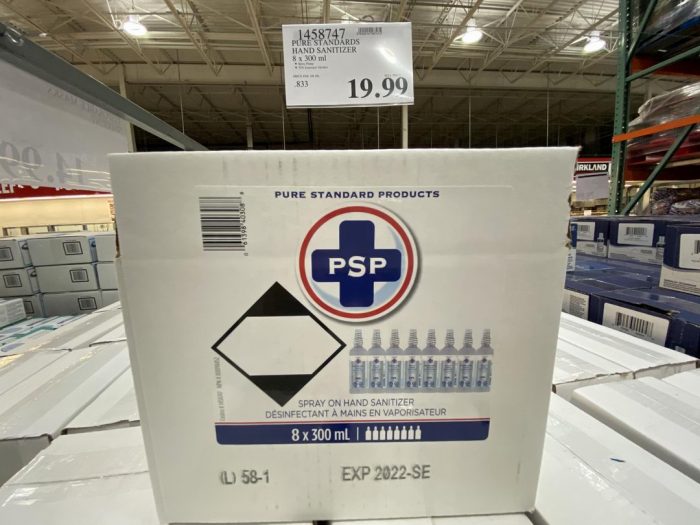 1458747
PURE STANDARDS
HAND SANITIZER
8 x 300 ml
.833
19.99
KIRKLAND
PURE STANDARD PRODUCTS
PSP
SPRAY ON HAND SANITIZER
DÉSINFECTANT À MAINS EN VAPORISATEUR
8 x 300 mL
(L) 58-1
EXP 2022-SE